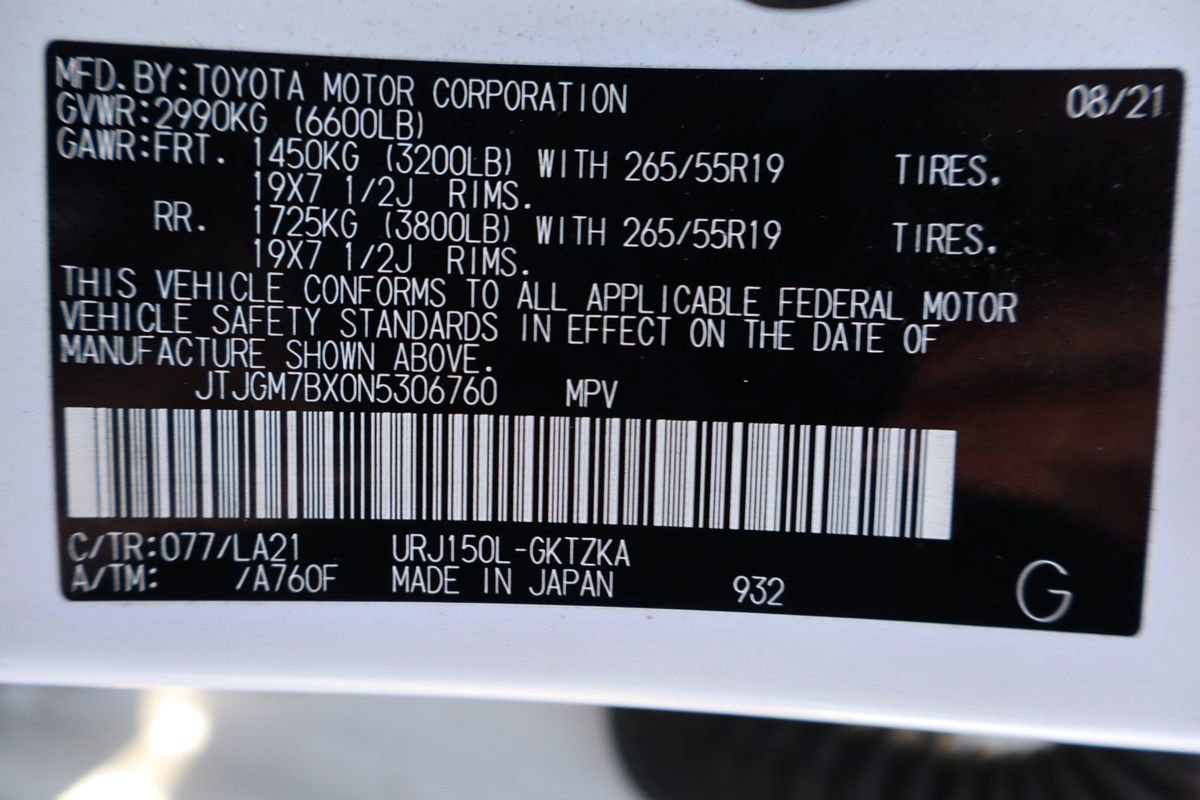 MFD. BY: TOYOTA MOTOR CORPORATION 08/21
GVWR: 2990KG (6600LB)
GAWR: FRT. 1450KG (3200LB) WITH 265/55R19 TIRES.
19X7 1/2J RIMS.
RR. 1725KG (3800LB) WITH 265/55R19 TIRES.
19X7 1/2J RIMS.
THIS VEHICLE CONFORMS TO ALL APPLICABLE FEDERAL MOTOR
VEHICLE SAFETY STANDARDS IN EFFECT ON THE DATE OF
MANUFACTURE SHOWN ABOVE.
JTJGM7BX0N5306760 MPV
C/TR: 077/LA21 URJ150L-GKTZKA
A/TM: /A760F MADE IN JAPAN 932 G